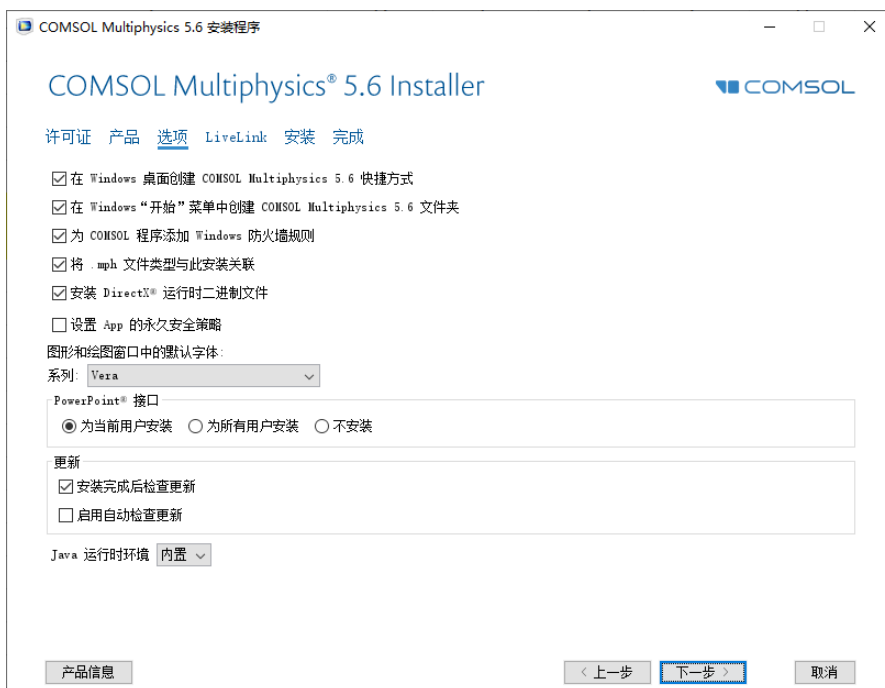 COMSOL Multiphysics 5.6 安装程序
COMSOL Multiphysics® 5.6 Installer
COMSOL
许可证 产品 选项 LiveLink 安装 完成
在 Windows 桌面创建 COMSOL Multiphysics 5.6 快捷方式
在 Windows“开始”菜单中创建 COMSOL Multiphysics 5.6 文件夹
为 COMSOL 程序添加 Windows 防火墙规则
将 .mph 文件类型与此安装关联
安装 DirectX® 运行时二进制文件
设置 App 的永久安全策略
图形和绘图窗口中的默认字体:
系列: Vera
PowerPoint® 接口
为当前用户安装 为所有用户安装 不安装
更新
安装完成后检查更新
启用自动检查更新
Java 运行时环境 内置
产品信息 < 上一步 下一步 > 取消